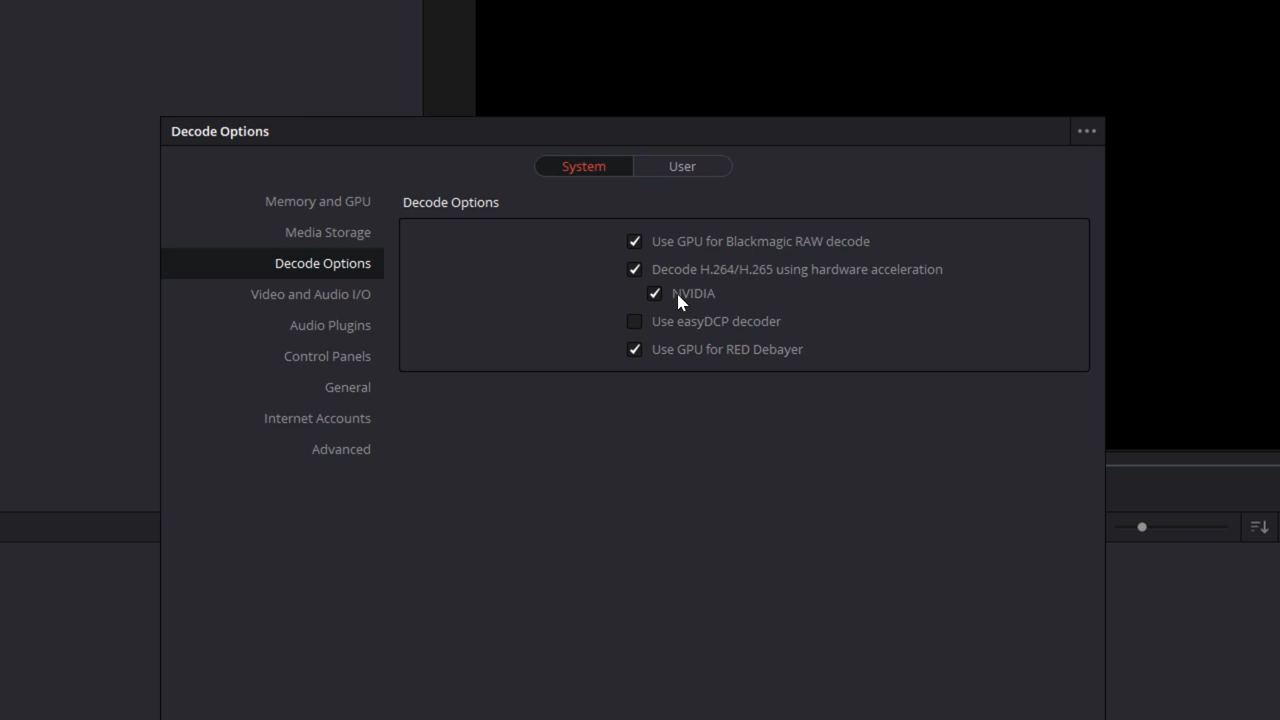 Decode Options
System
User
Memory and GPU
Media Storage
Decode Options
Video and Audio I/O
Audio Plugins
Control Panels
General
Internet Accounts
Advanced
Decode Options
Use GPU for Blackmagic RAW decode
Decode H.264/H.265 using hardware acceleration
NVIDIA
Use easyDCP decoder
Use GPU for RED Debayer